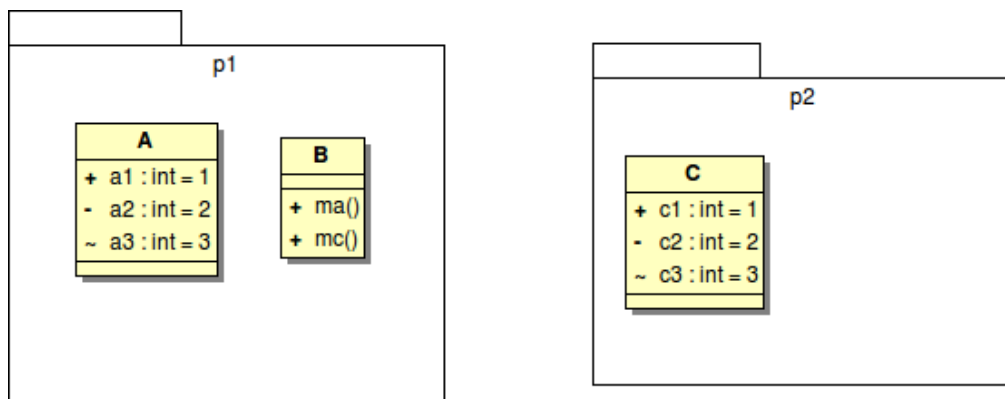 p1
A
+ a1 : int = 1
- a2 : int = 2
~ a3 : int = 3
B
+ ma()
+ mc()
p2
C
+ c1 : int = 1
- c2 : int = 2
~ c3 : int = 3